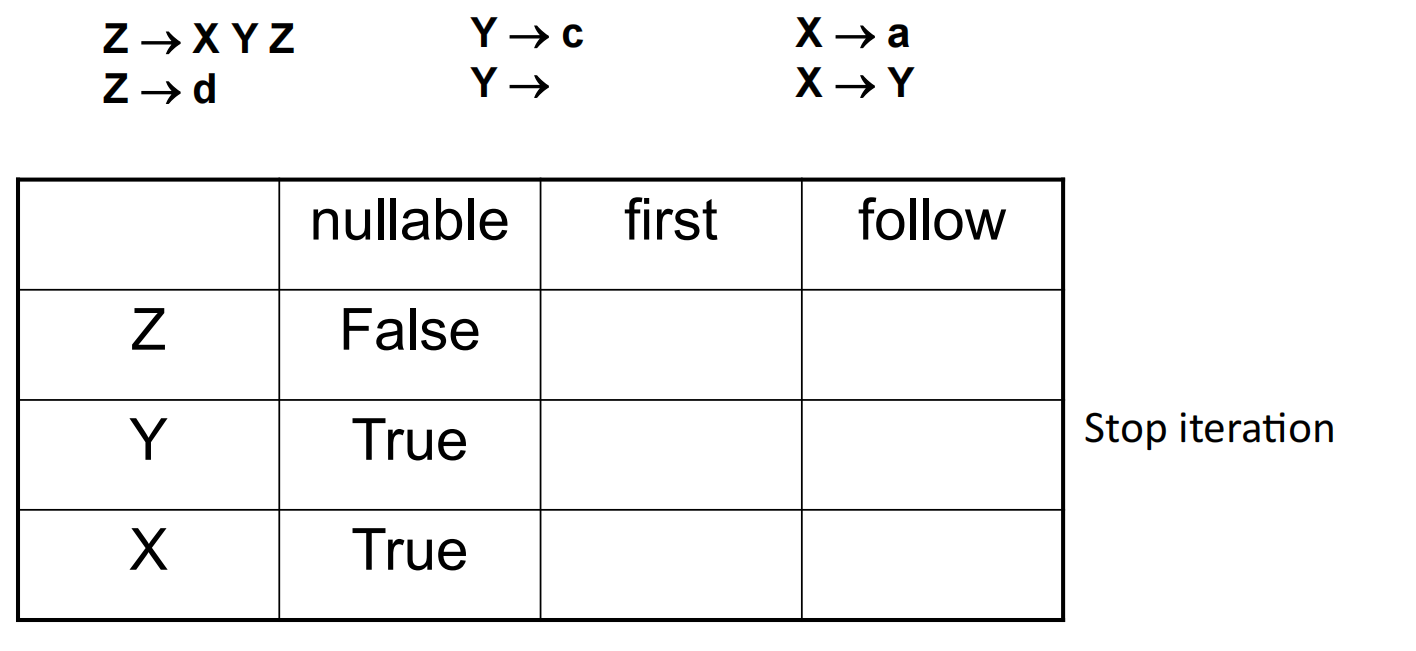 Z → X Y Z Y → c X → a
Z → d Y → X → Y
nullable first follow
Z False
Y True
Stop iteration
X True